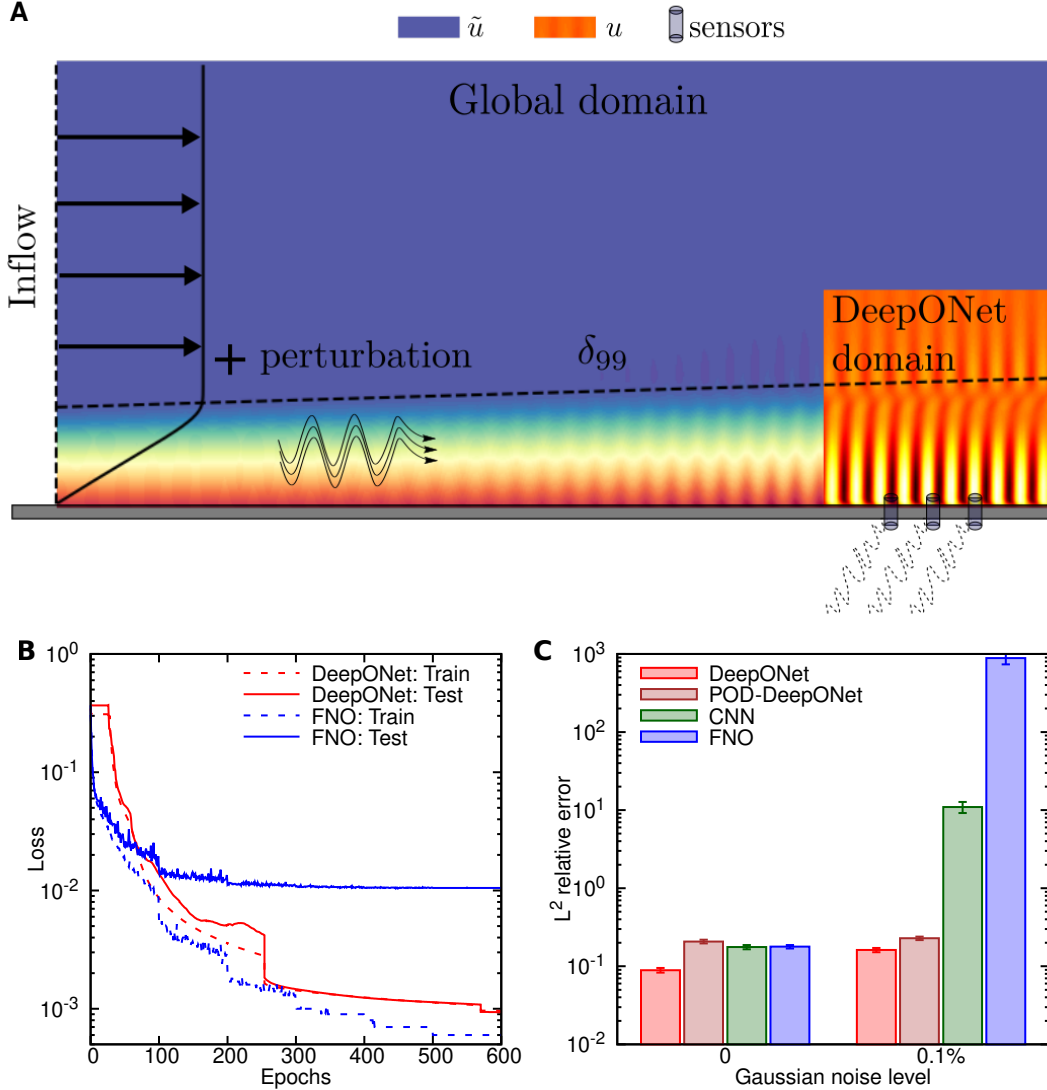 A
ũ
u
sensors
Global domain
Inflow
+ perturbation
δ99
DeepONet
domain
B
Loss
10^0
10^-1
10^-2
10^-3
DeepONet: Train
DeepONet: Test
FNO: Train
FNO: Test
0 100 200 300 400 500 600
Epochs
C
L^2 relative error
10^3
10^2
10^1
10^0
10^-1
10^-2
DeepONet
POD-DeepONet
CNN
FNO
0 0.1%
Gaussian noise level